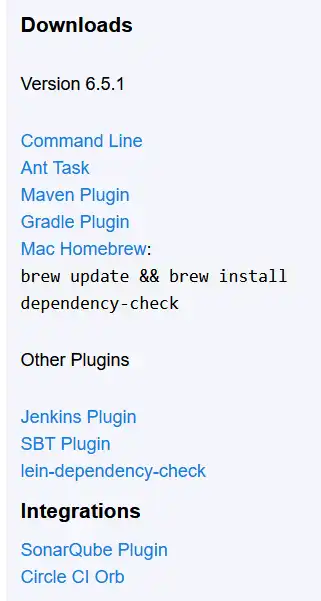 Downloads
Version 6.5.1
Command Line
Ant Task
Maven Plugin
Gradle Plugin
Mac Homebrew:
brew update && brew install
dependency-check
Other Plugins
Jenkins Plugin
SBT Plugin
lein-dependency-check
Integrations
SonarQube Plugin
Circle CI Orb